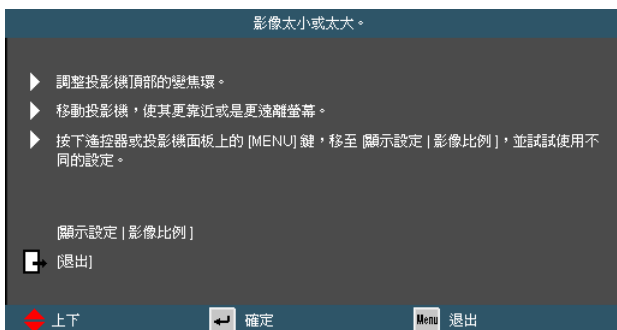 影像太小或太大。
調整投影機頂部的變焦環。
移動投影機，使其更靠近或是更遠離螢幕。
按下遙控器或投影機面板上的 [MENU] 鍵，移至 [顯示設定 | 影像比例]，並試試使用不
同的設定。
[顯示設定 | 影像比例]
[退出]
上下 確定 Menu 退出